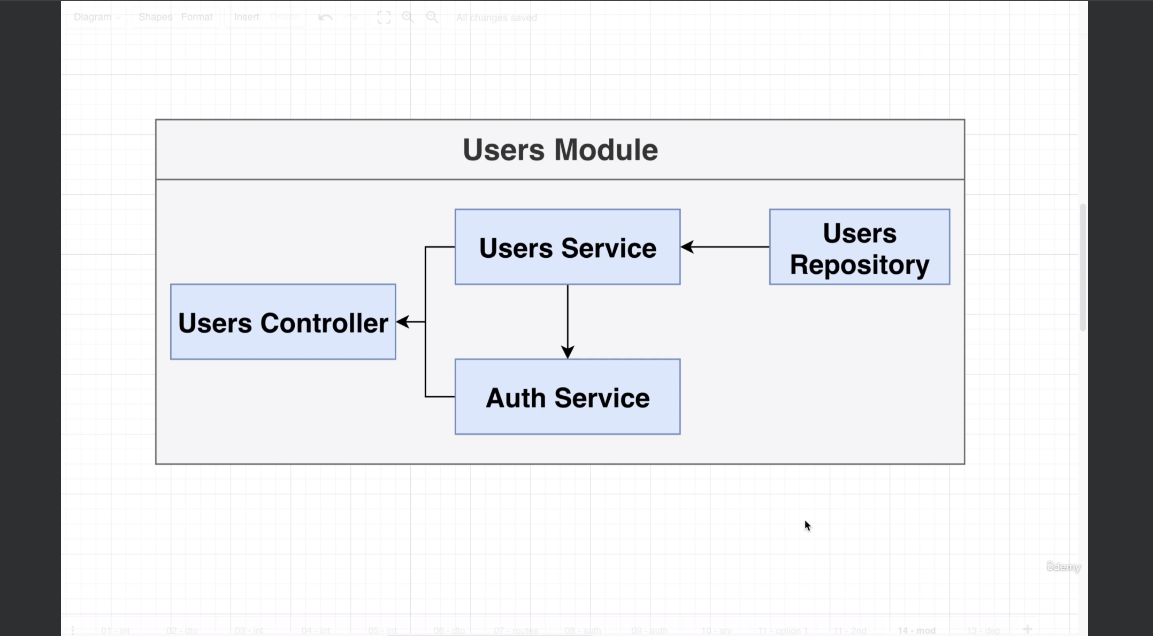 Diagram Shapes Format Insert All changes saved
Users Module
Users Service
Users
Repository
Users Controller
Auth Service
ûdemy
14 - mod